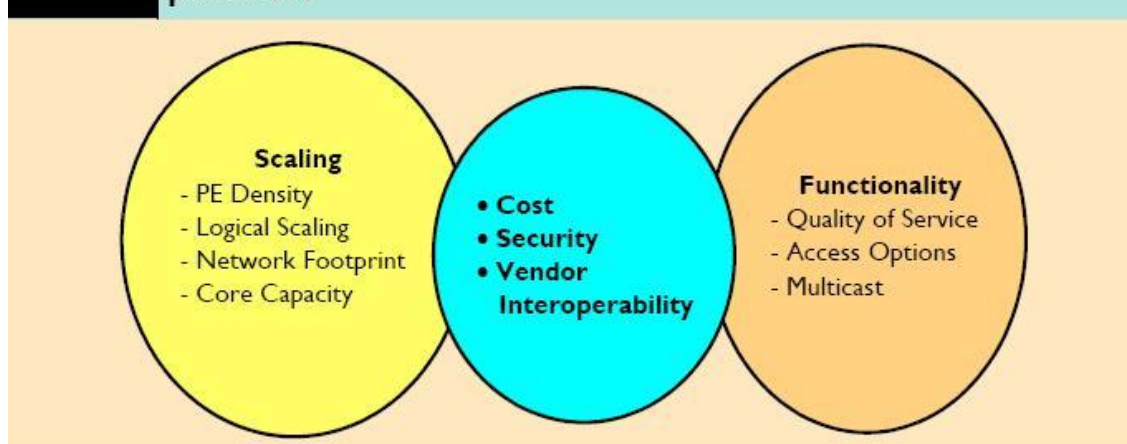 Scaling
- PE Density
- Logical Scaling
- Network Footprint
- Core Capacity
• Cost
• Security
• Vendor
Interoperability
Functionality
- Quality of Service
- Access Options
- Multicast